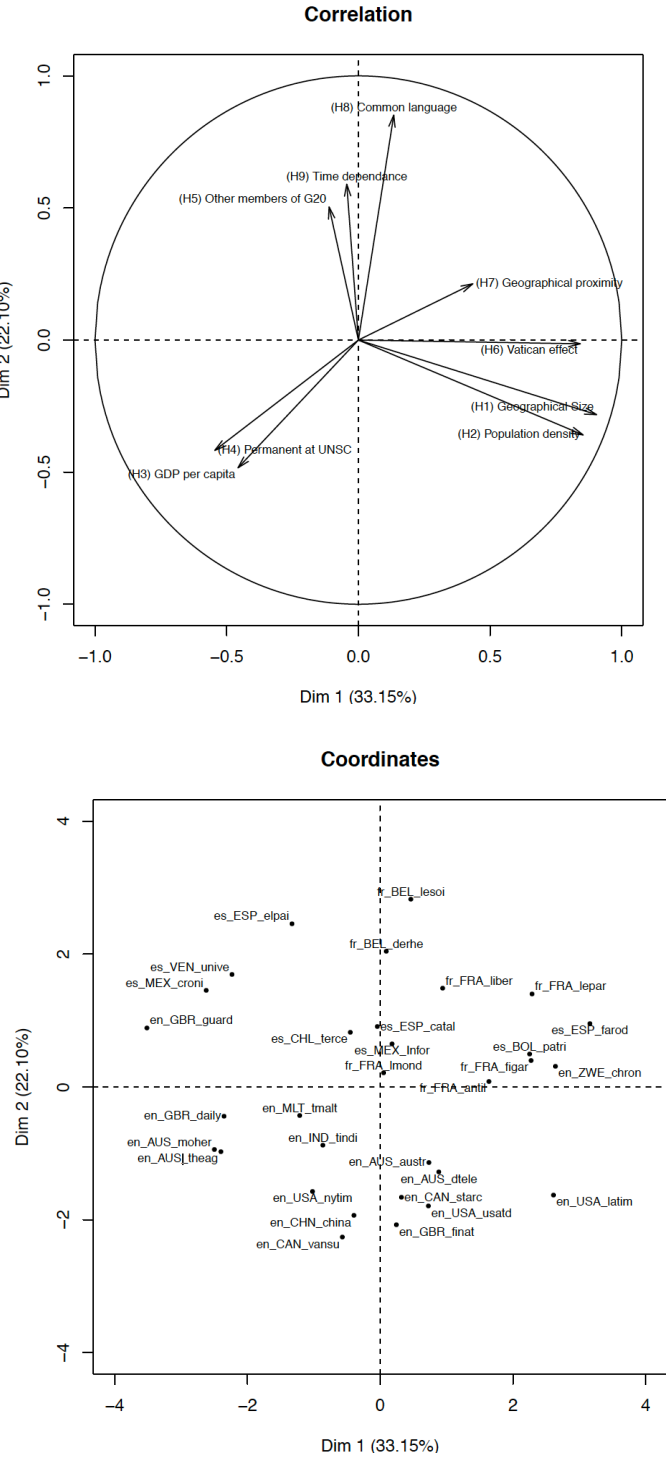 Correlation
1.0
0.5
0.0
−0.5
−1.0
Dim 2 (22.10%)
(H8) Common language
(H9) Time dependance
(H5) Other members of G20
(H7) Geographical proximity
(H6) Vatican effect
(H1) Geographical Size
(H2) Population density
(H4) Permanent at UNSC
(H3) GDP per capita
−1.0 −0.5 0.0 0.5 1.0
Dim 1 (33.15%)
Coordinates
4
2
0
−2
−4
Dim 2 (22.10%)
fr_BEL_lesoi
es_ESP_elpai
fr_BEL_derhe
es_VEN_unive
es_MEX_croni
fr_FRA_liber
fr_FRA_lepar
en_GBR_guard
es_ESP_catal
es_ESP_farod
es_CHL_terce
es_MEX_Infor
es_BOL_patri
fr_FRA_lmond
fr_FRA_figar
en_ZWE_chron
fr_FRA_antil
en_GBR_daily
en_MLT_tmalt
en_AUS_moher
en_IND_tindi
en_AUS_theag
en_AUS_austr
en_AUS_dtele
en_USA_nytim
en_CAN_starc
en_USA_latim
en_USA_usatd
en_CHN_china
en_GBR_finat
en_CAN_vansu
−4 −2 0 2 4
Dim 1 (33.15%)